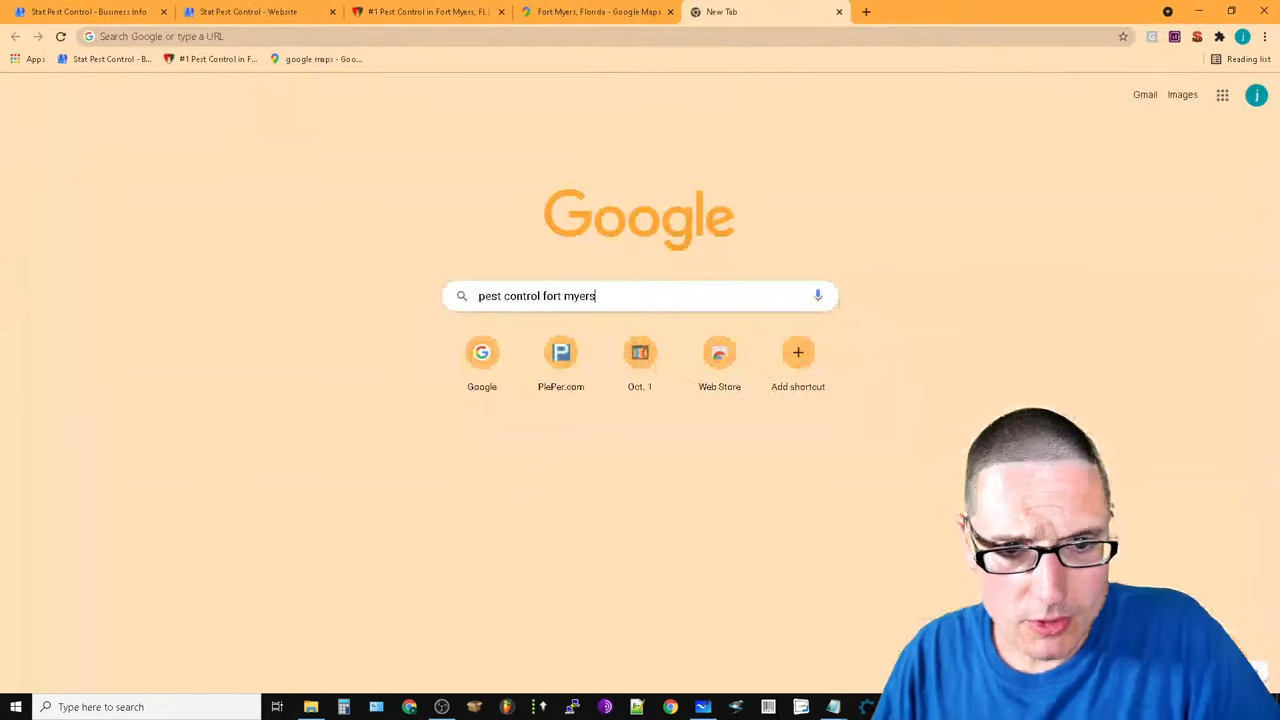 Stat Pest Control - Business Info
Stat Pest Control - Website
#1 Pest Control in Fort Myers, FL |
Fort Myers, Florida - Google Maps
New Tab
Search Google or type a URL
Apps
Stat Pest Control - B...
#1 Pest Control in F...
google maps - Goo...
Reading list
Gmail
Images
j
Google
pest control fort myers
Google
PlePer.com
Oct. 1
Web Store
Add shortcut
Type here to search